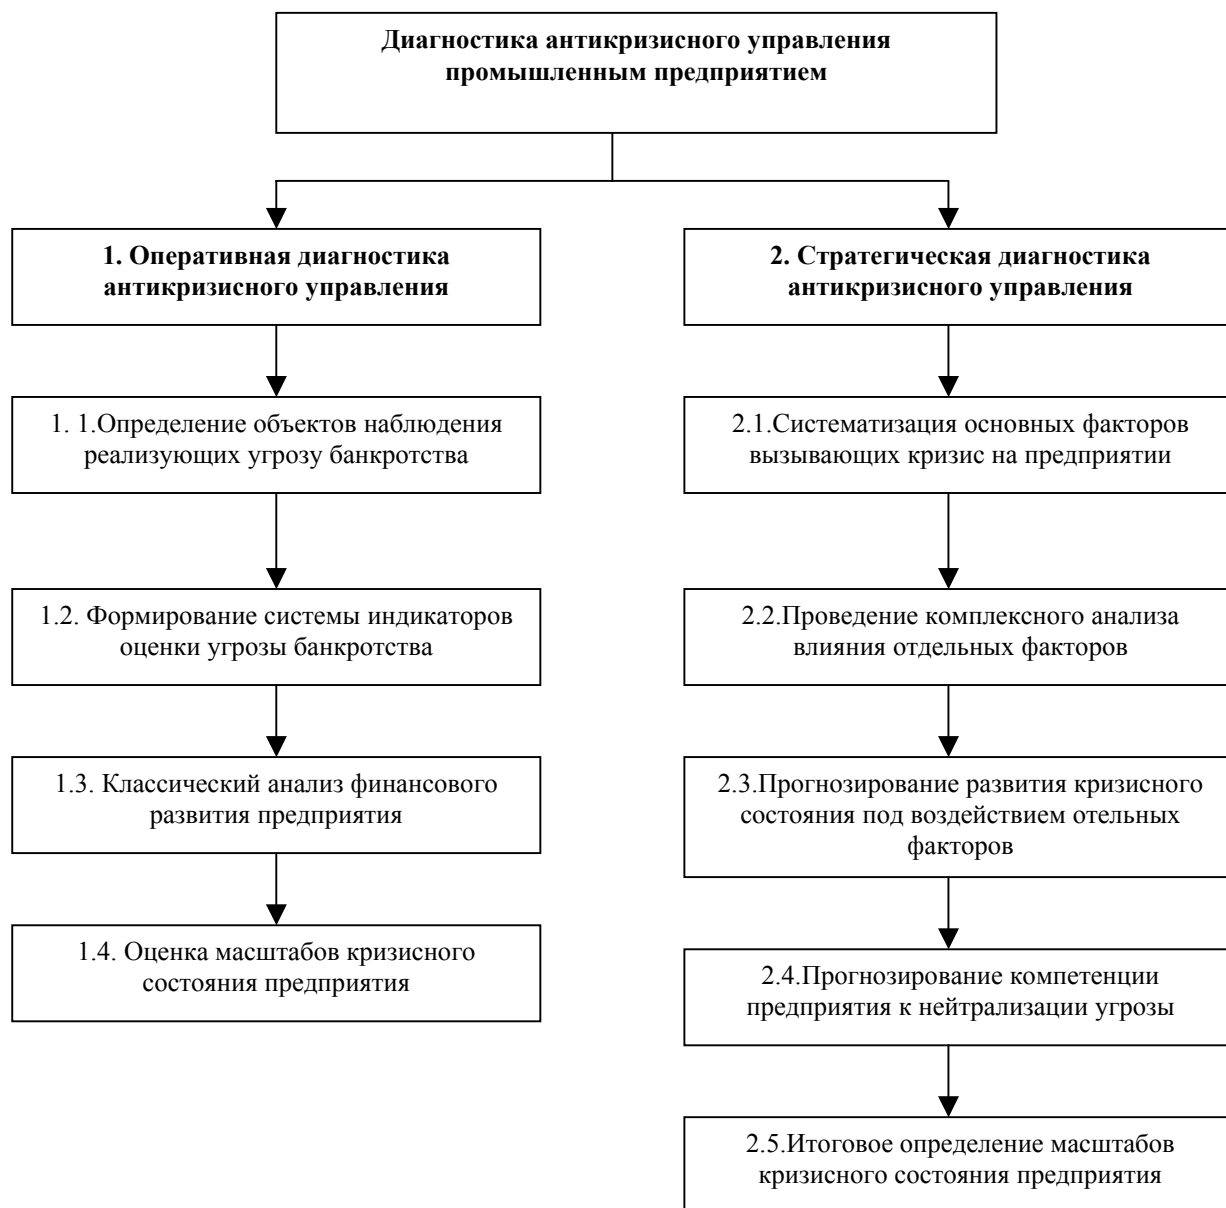 Диагностика антикризисного управления
промышленным предприятием
1. Оперативная диагностика
антикризисного управления
2. Стратегическая диагностика
антикризисного управления
1. 1.Определение объектов наблюдения
реализующих угрозу банкротства
2.1.Систематизация основных факторов
вызывающих кризис на предприятии
1.2. Формирование системы индикаторов
оценки угрозы банкротства
2.2.Проведение комплексного анализа
влияния отдельных факторов
1.3. Классический анализ финансового
развития предприятия
2.3.Прогнозирование развития кризисного
состояния под воздействием отельных
факторов
1.4. Оценка масштабов кризисного
состояния предприятия
2.4.Прогнозирование компетенции
предприятия к нейтрализации угрозы
2.5.Итоговое определение масштабов
кризисного состояния предприятия